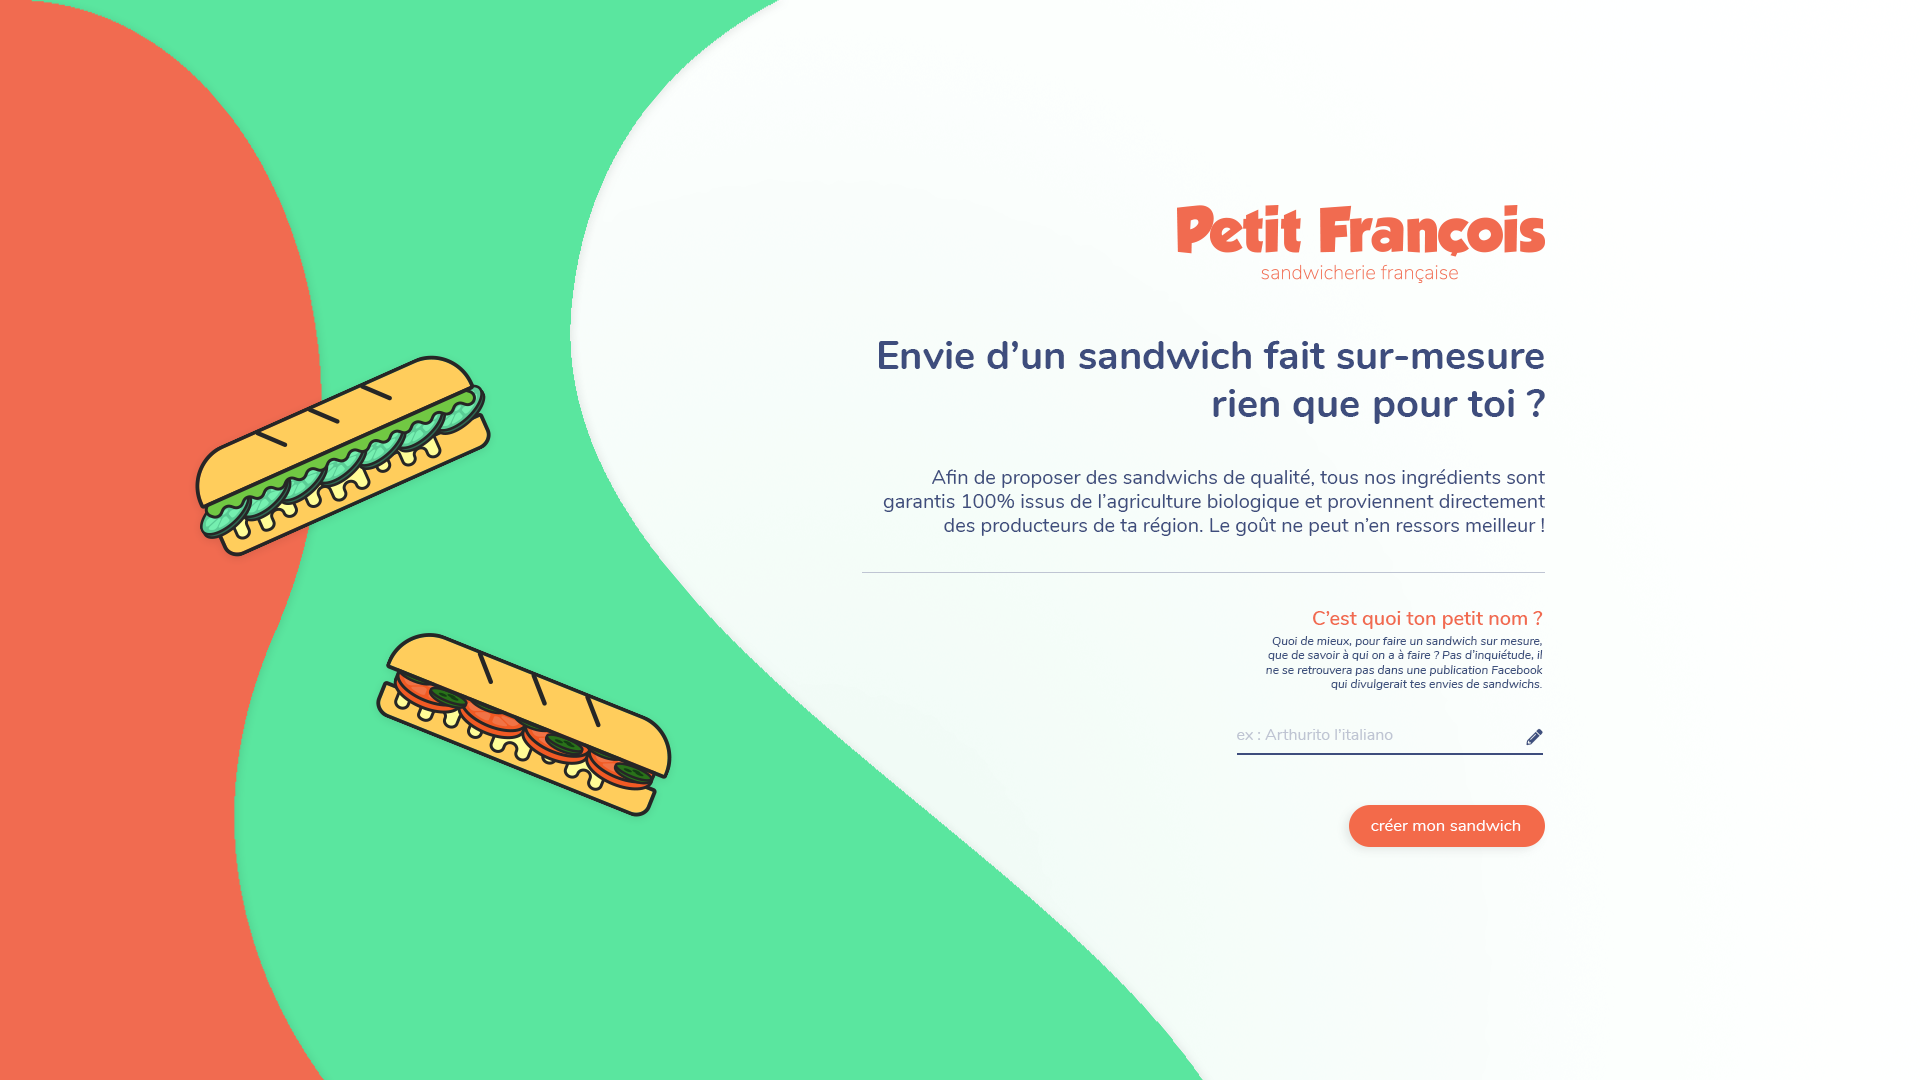 Petit François
sandwicherie française
Envie d’un sandwich fait sur-mesure
rien que pour toi ?
Afin de proposer des sandwichs de qualité, tous nos ingrédients sont
garantis 100% issus de l’agriculture biologique et proviennent directement
des producteurs de ta région. Le goût ne peut n’en ressors meilleur !
C’est quoi ton petit nom ?
Quoi de mieux, pour faire un sandwich sur mesure,
que de savoir à qui on a à faire ? Pas d’inquiétude, il
ne se retrouvera pas dans une publication Facebook
qui divulgerait tes envies de sandwichs.
ex : Arthurito l’italiano
créer mon sandwich